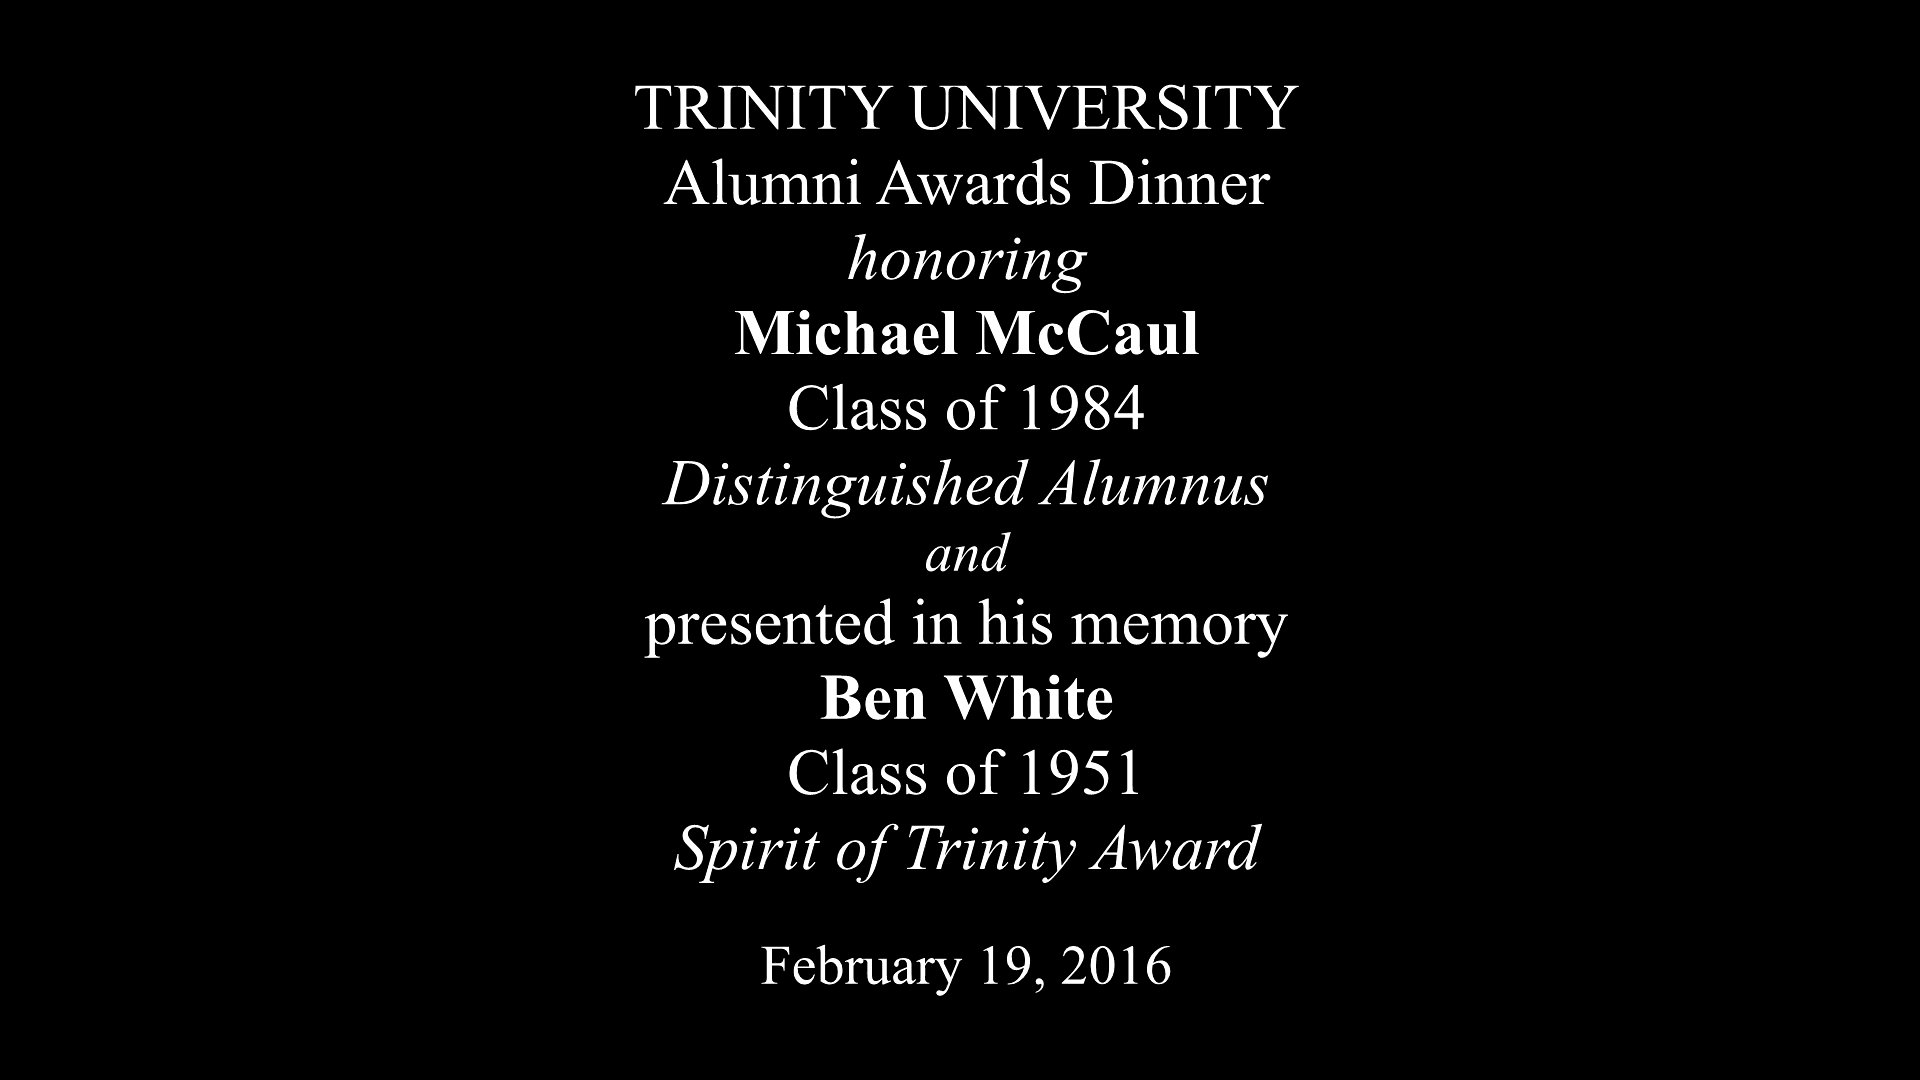 TRINITY UNIVERSITY
Alumni Awards Dinner
honoring
Michael McCaul
Class of 1984
Distinguished Alumnus
and
presented in his memory
Ben White
Class of 1951
Spirit of Trinity Award
February 19, 2016